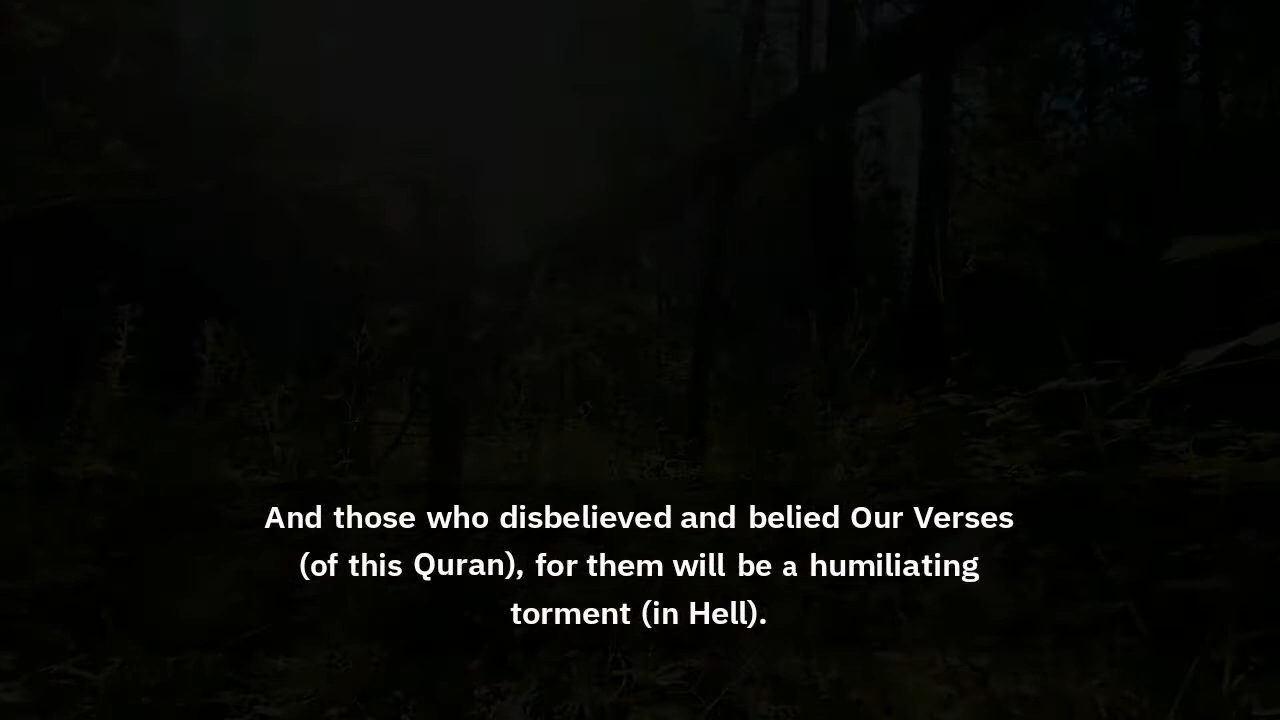 And those who disbelieved and belied Our Verses
(of this Quran), for them will be a humiliating
torment (in Hell).